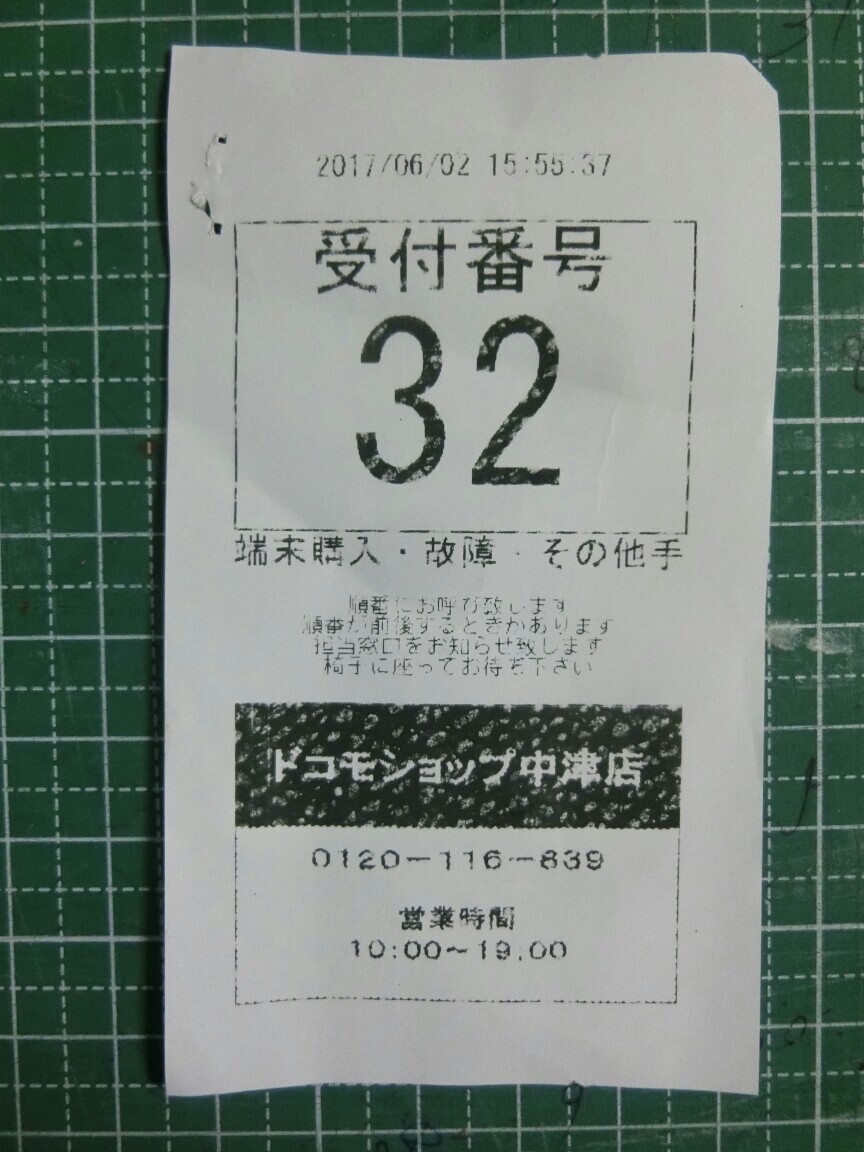 2017/06/02 15:55:37
受付番号
32
端末購入・故障・その他手
順番にお呼び致します
順番が前後するときがあります
担当窓口をお知らせ致します
椅子に座ってお待ち下さい
ドコモショップ中津店
0120-116-839
営業時間
10:00~19:00